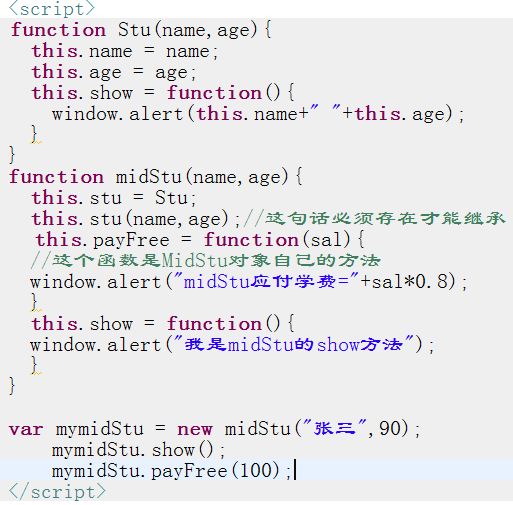 <script>
function Stu(name,age){
this.name = name;
this.age = age;
this.show = function(){
window.alert(this.name+" "+this.age);
}
}
function midStu(name,age){
this.stu = Stu;
this.stu(name,age);//这句话必须存在才能继承
this.payFree = function(sal){
//这个函数是MidStu对象自己的方法
window.alert("midStu应付学费="+sal*0.8);
}
this.show = function(){
window.alert("我是midStu的show方法");
}
}
var mymidStu = new midStu("张三",90);
mymidStu.show();
mymidStu.payFree(100);
</script>